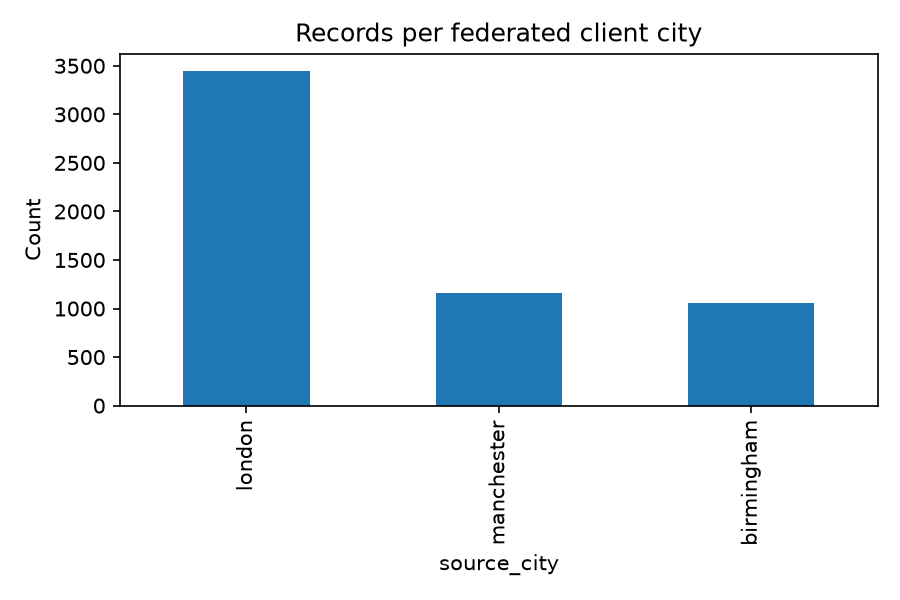 Records per federated client city
3500
3000
2500
2000
1500
1000
500
0
Count
london
manchester
birmingham
source_city